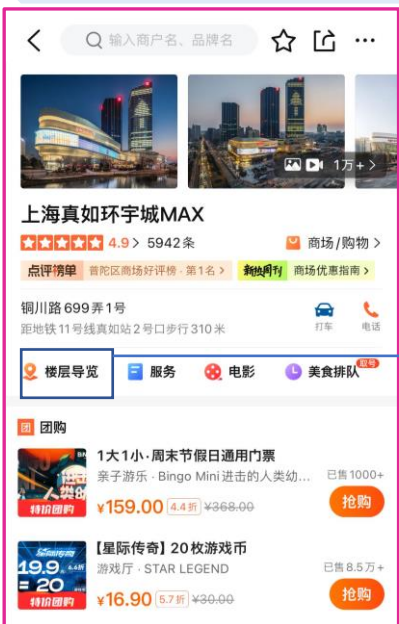 输入商户名、品牌名
1万+
上海真如环宇城MAX
4.9 5942条 商场/购物
点评榜单 普陀区商场好评榜·第1名 新热周刊 商场优惠指南
铜川路699弄1号
距地铁11号线真如站2号口步行310米 打车 电话
取号
楼层导览 服务 电影 美食排队
团 团购
1大1小·周末节假日通用门票
亲子游乐·Bingo Mini进击的人类幼... 已售1000+
¥159.00 4.4折 ¥368.00 抢购
特价团购
【星际传奇】20枚游戏币
游戏厅·STAR LEGEND 已售8.5万+
19.9
= 20
¥16.90 5.7折 ¥30.00 抢购
特价团购